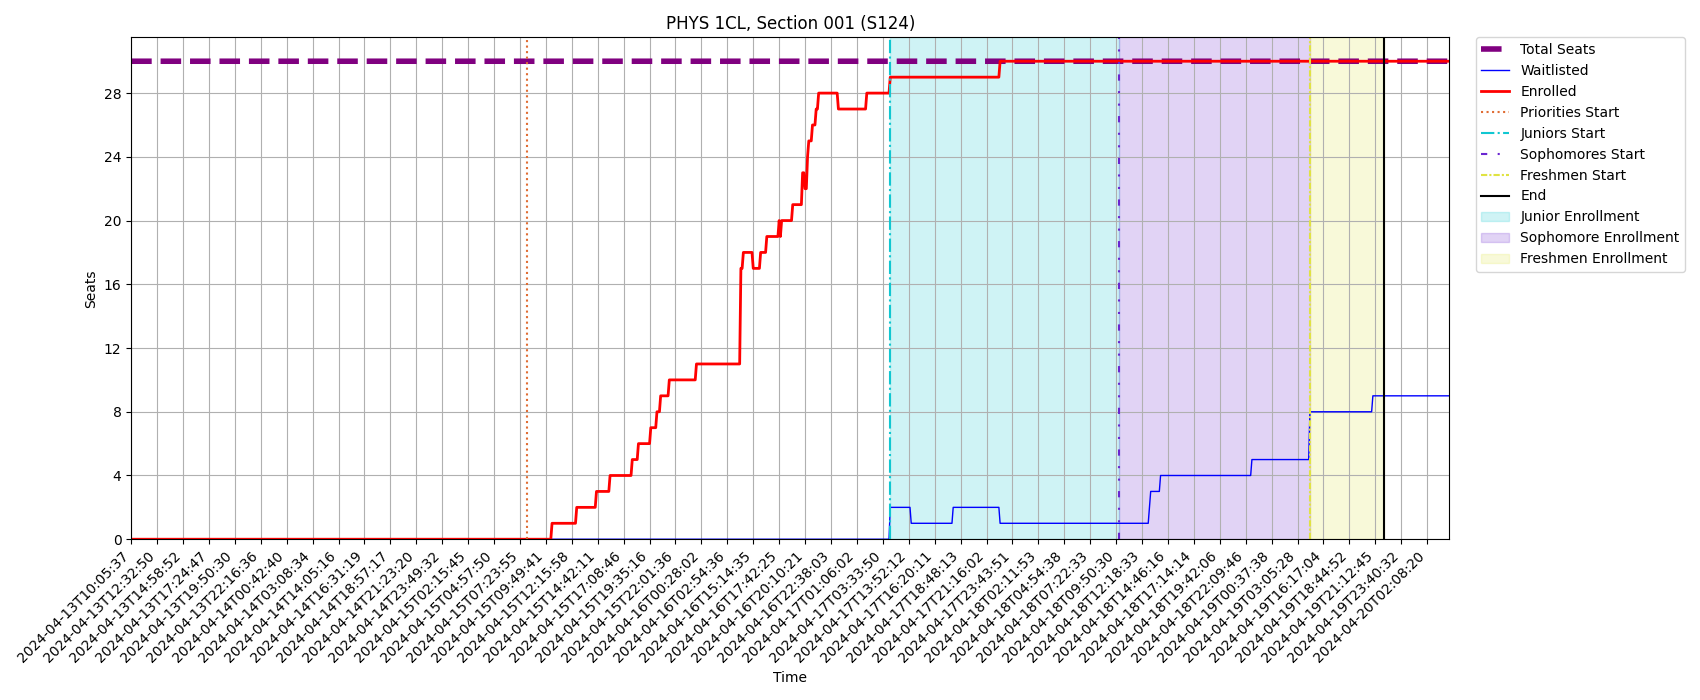 PHYS 1CL, Section 001 (S124)
Total Seats
Waitlisted
Enrolled
Priorities Start
Juniors Start
Sophomores Start
Freshmen Start
End
Junior Enrollment
Sophomore Enrollment
Freshmen Enrollment
Seats
28
24
20
16
12
8
4
0
2024-04-13T10:05:37
2024-04-13T12:32:50
2024-04-13T14:58:52
2024-04-13T17:24:47
2024-04-13T19:50:30
2024-04-13T22:16:36
2024-04-14T00:42:40
2024-04-14T03:08:34
2024-04-14T14:05:16
2024-04-14T16:31:19
2024-04-14T18:57:17
2024-04-14T21:23:20
2024-04-14T23:49:32
2024-04-15T02:15:45
2024-04-15T04:57:50
2024-04-15T07:23:55
2024-04-15T09:49:41
2024-04-15T12:15:58
2024-04-15T14:42:11
2024-04-15T17:08:46
2024-04-15T19:35:16
2024-04-15T22:01:36
2024-04-16T00:28:02
2024-04-16T02:54:36
2024-04-16T15:14:35
2024-04-16T17:42:25
2024-04-16T20:10:21
2024-04-16T22:38:03
2024-04-17T01:06:02
2024-04-17T03:33:50
2024-04-17T13:52:12
2024-04-17T16:20:11
2024-04-17T18:48:13
2024-04-17T21:16:02
2024-04-17T23:43:51
2024-04-18T02:11:53
2024-04-18T04:54:38
2024-04-18T07:22:33
2024-04-18T09:50:30
2024-04-18T12:18:33
2024-04-18T14:46:16
2024-04-18T17:14:14
2024-04-18T19:42:06
2024-04-18T22:09:46
2024-04-19T00:37:38
2024-04-19T03:05:28
2024-04-19T16:17:04
2024-04-19T18:44:52
2024-04-19T21:12:45
2024-04-19T23:40:32
2024-04-20T02:08:20
Time